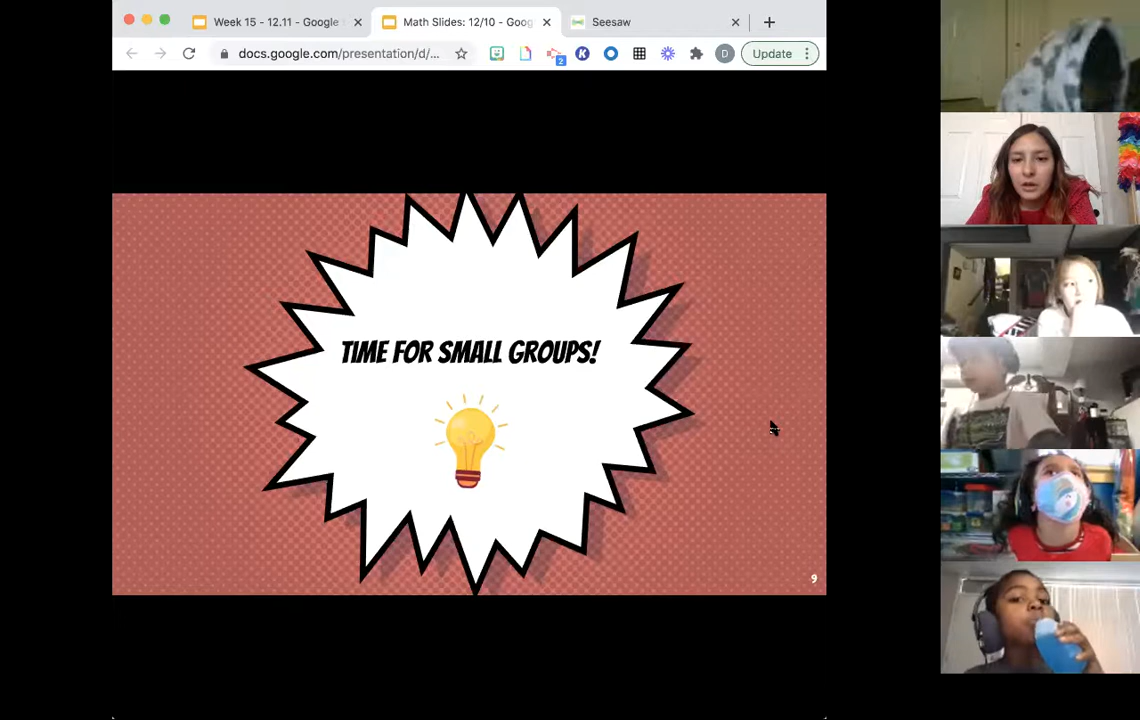 Week 15 - 12.11 - Google
Math Slides: 12/10 - Goog
Seesaw
docs.google.com/presentation/d/...
2
D
Update
TIME FOR SMALL GROUPS!
9